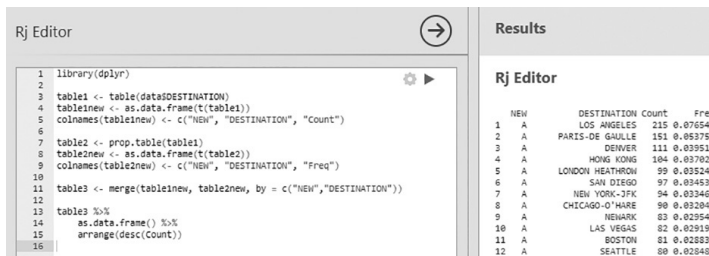 Rj Editor
1 library(dplyr)
2
3 table1 <- table(data$DESTINATION)
4 table1new <- as.data.frame(t(table1))
5 colnames(table1new) <- c("NEW", "DESTINATION", "Count")
6
7 table2 <- prop.table(table1)
8 table2new <- as.data.frame(t(table2))
9 colnames(table2new) <- c("NEW", "DESTINATION", "Freq")
10
11 table3 <- merge(table1new, table2new, by = c("NEW","DESTINATION"))
12
13 table3 %>%
14 as.data.frame() %>%
15 arrange(desc(Count))
16
Results
Rj Editor
NEW DESTINATION Count Fre
1 A LOS ANGELES 215 0.07654
2 A PARIS-DE GAULLE 151 0.05375
3 A DENVER 111 0.03951
4 A HONG KONG 104 0.03702
5 A LONDON HEATHROW 99 0.03524
6 A SAN DIEGO 97 0.03453
7 A NEW YORK-JFK 94 0.03346
8 A CHICAGO-O'HARE 90 0.03204
9 A NEWARK 83 0.02954
10 A LAS VEGAS 82 0.02919
11 A BOSTON 81 0.02883
12 A SEATTLE 80 0.02848